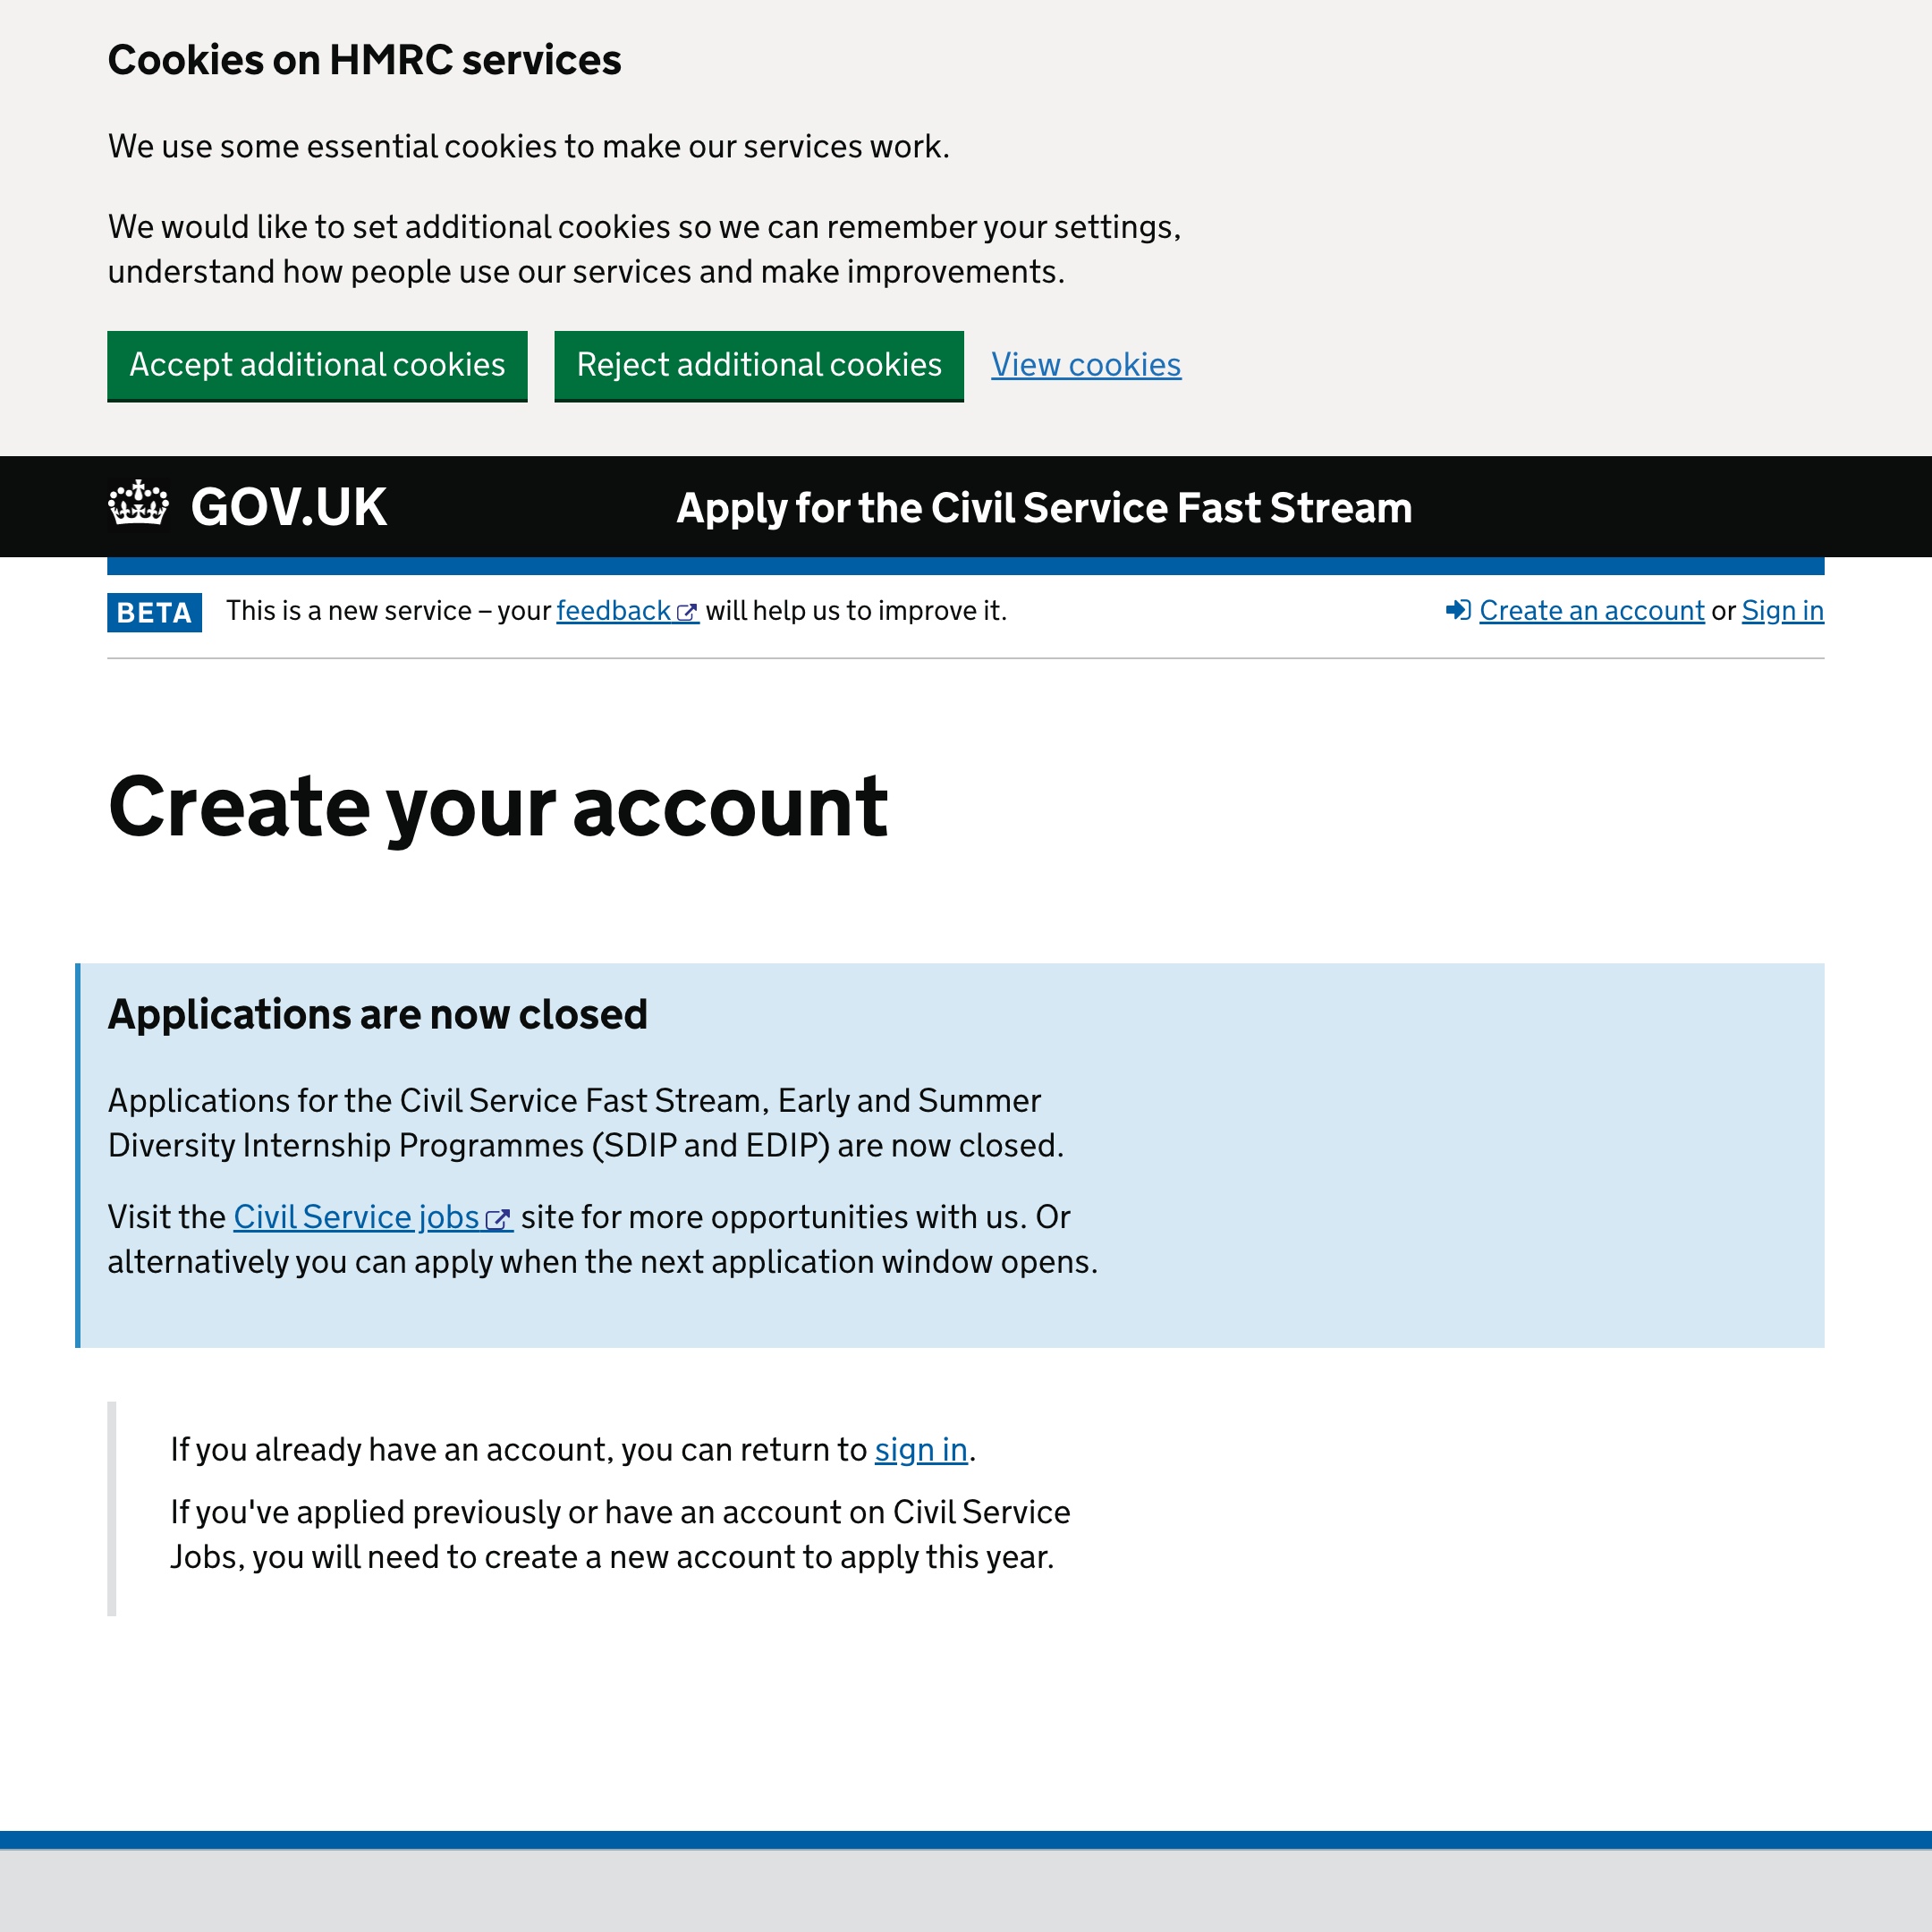 Cookies on HMRC services
We use some essential cookies to make our services work.
We would like to set additional cookies so we can remember your settings,
understand how people use our services and make improvements.
Accept additional cookies Reject additional cookies View cookies
GOV.UK Apply for the Civil Service Fast Stream
BETA This is a new service – your feedback will help us to improve it. Create an account or Sign in
Create your account
Applications are now closed
Applications for the Civil Service Fast Stream, Early and Summer
Diversity Internship Programmes (SDIP and EDIP) are now closed.
Visit the Civil Service jobs site for more opportunities with us. Or
alternatively you can apply when the next application window opens.
If you already have an account, you can return to sign in.
If you've applied previously or have an account on Civil Service
Jobs, you will need to create a new account to apply this year.